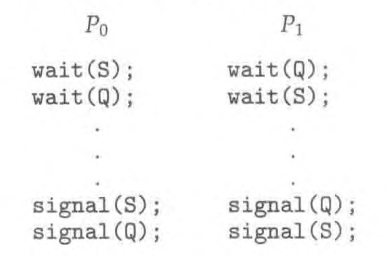 P0 P1
wait(S); wait(Q);
wait(Q); wait(S);
. .
. .
. .
signal(S); signal(Q);
signal(Q); signal(S);